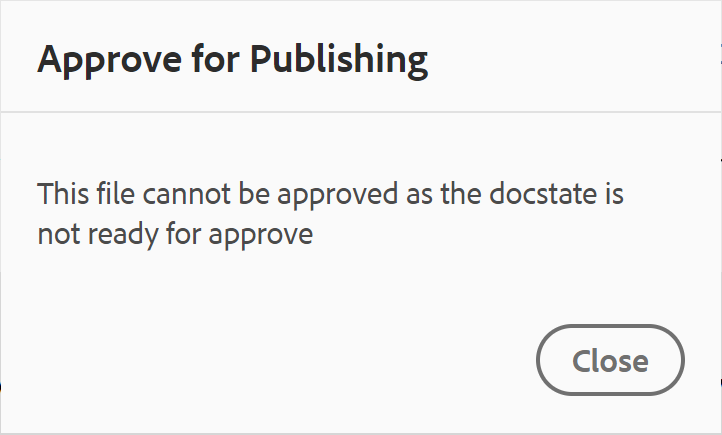 Approve for Publishing
This file cannot be approved as the docstate is
not ready for approve
Close